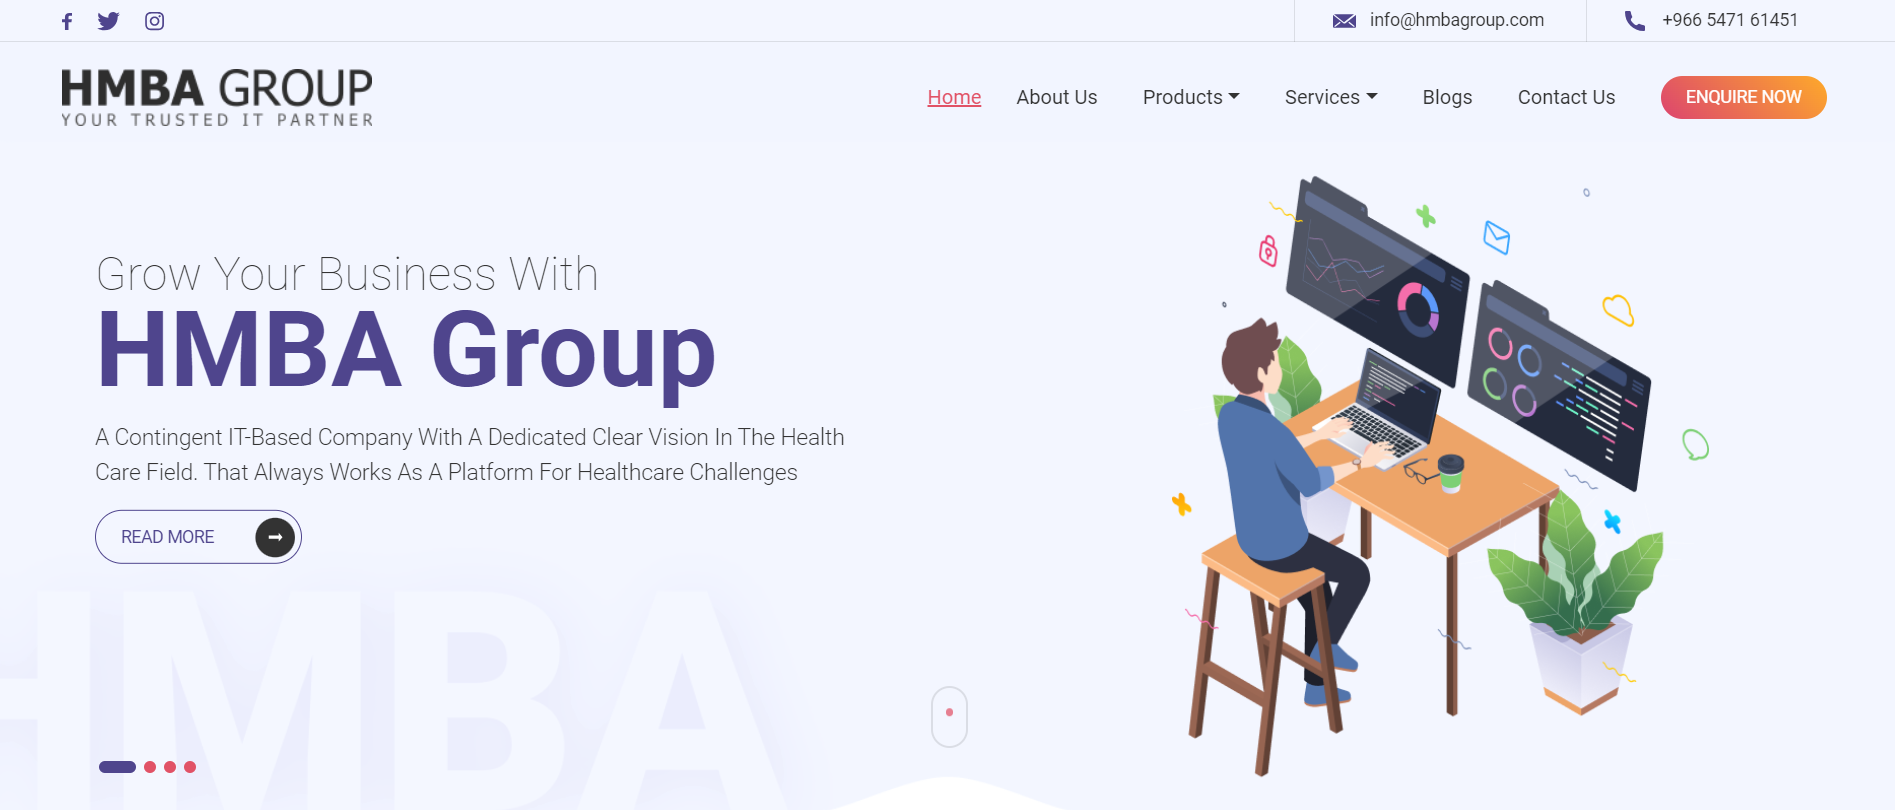 info@hmbagroup.com
+966 5471 61451
HMBA GROUP
YOUR TRUSTED IT PARTNER
Home
About Us
Products
Services
Blogs
Contact Us
ENQUIRE NOW
Grow Your Business With
HMBA Group
A Contingent IT-Based Company With A Dedicated Clear Vision In The Health
Care Field. That Always Works As A Platform For Healthcare Challenges
READ MORE
HMBA